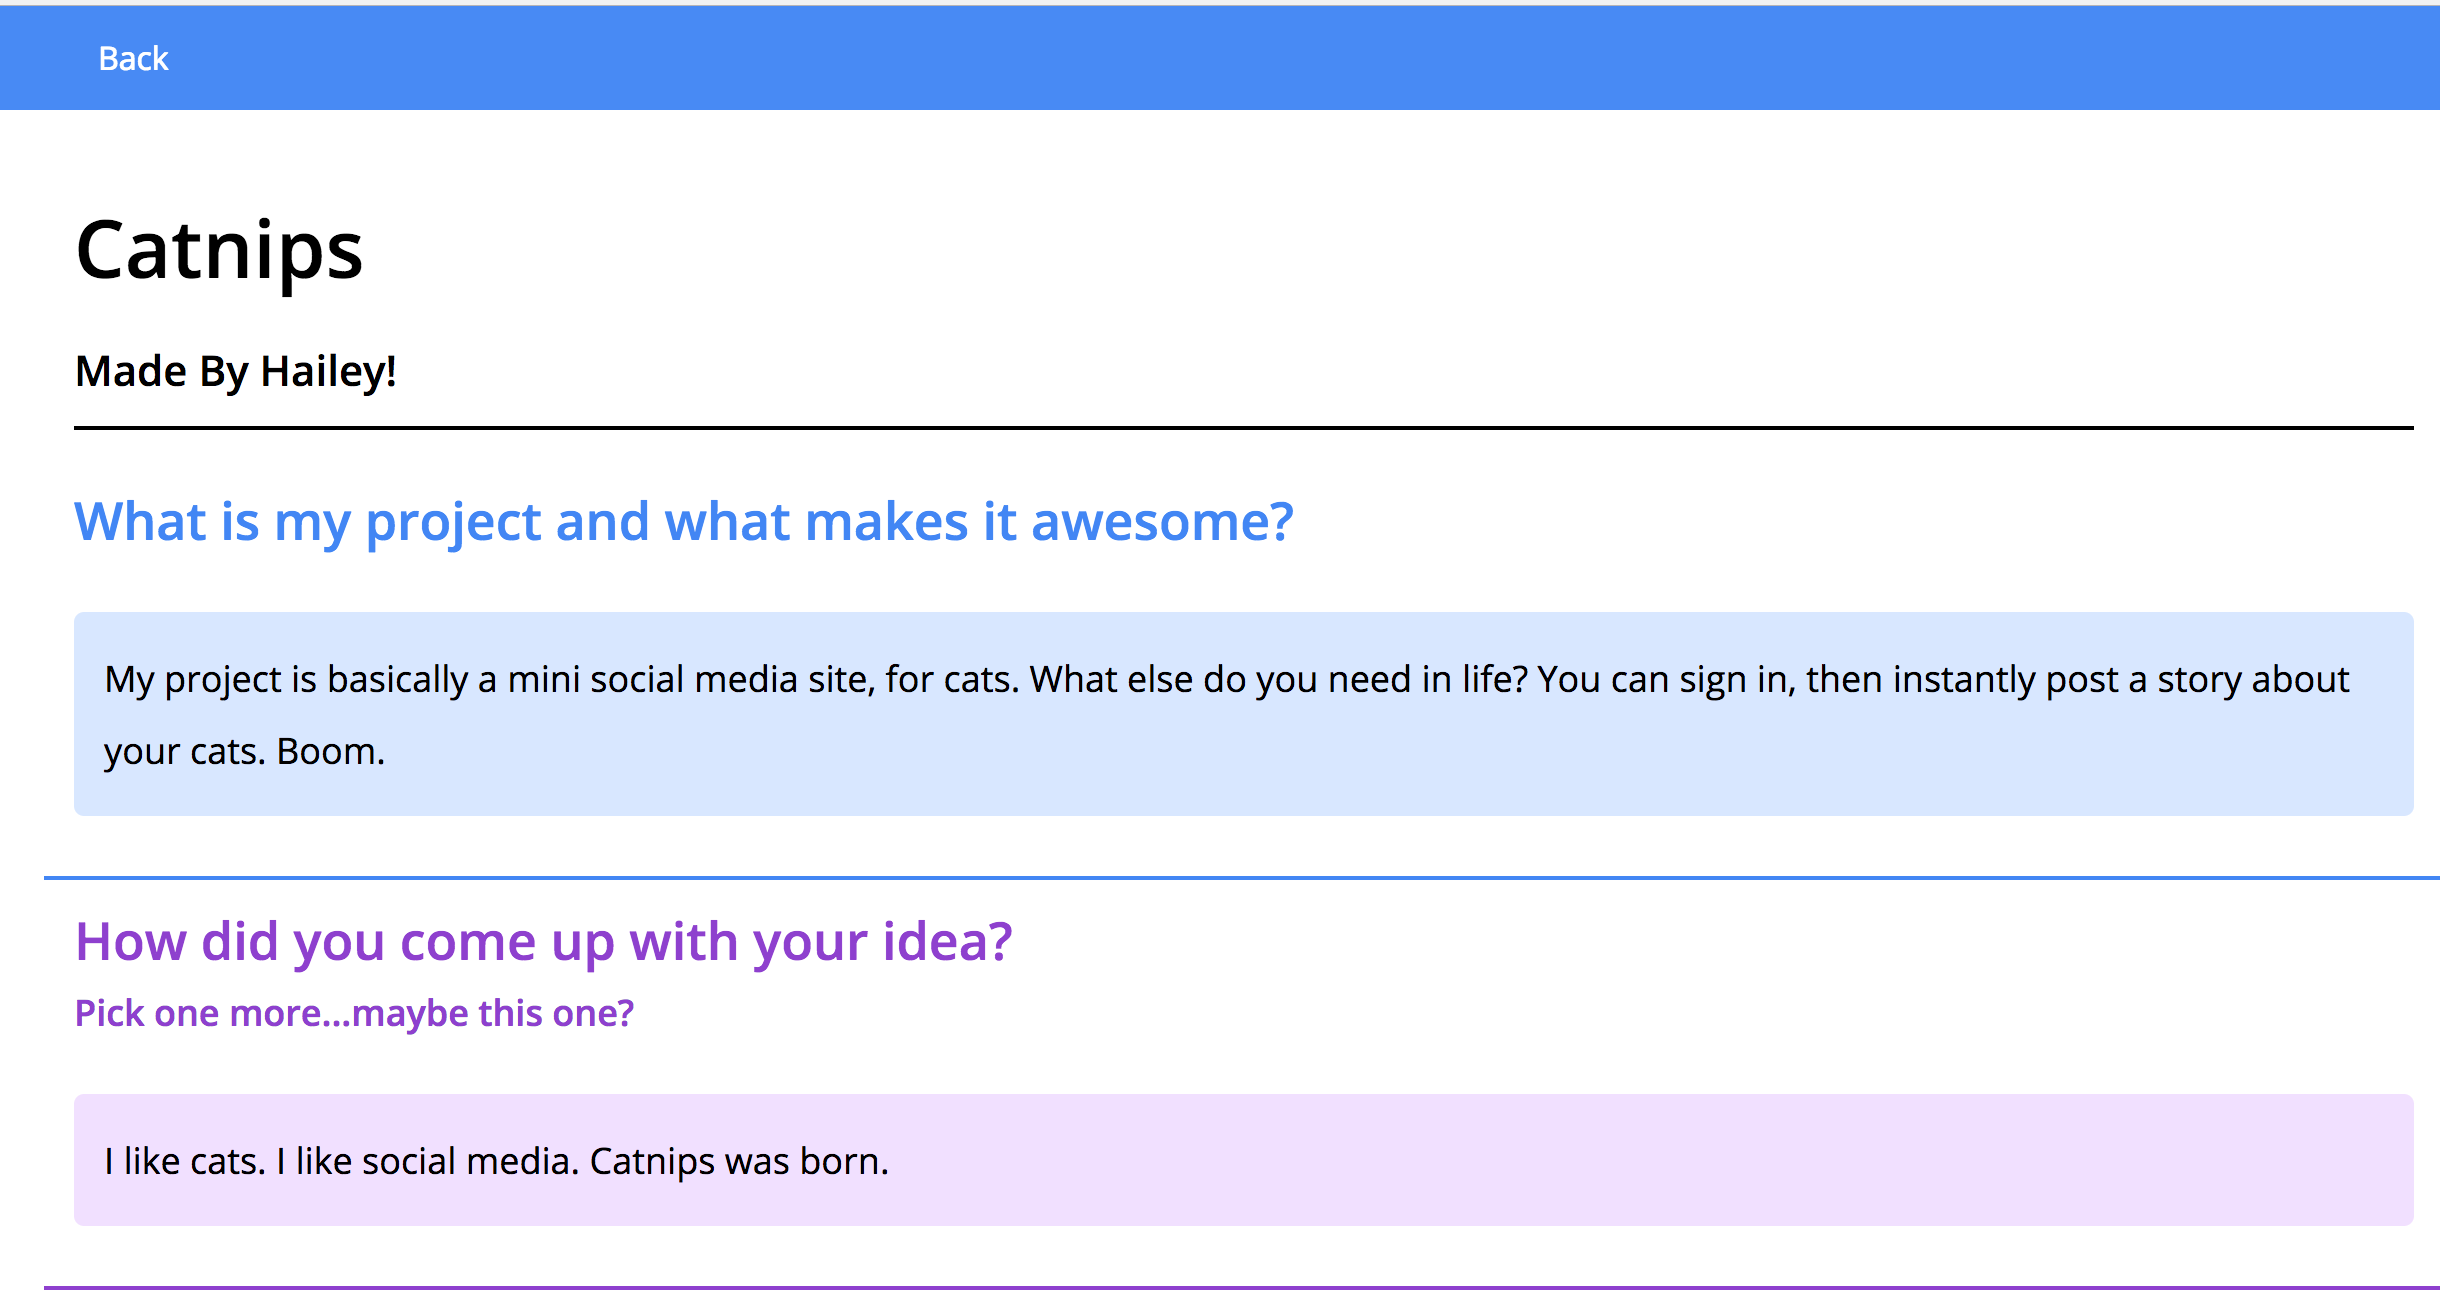 Back
Catnips
Made By Hailey!
What is my project and what makes it awesome?
My project is basically a mini social media site, for cats. What else do you need in life? You can sign in, then instantly post a story about
your cats. Boom.
How did you come up with your idea?
Pick one more...maybe this one?
I like cats. I like social media. Catnips was born.